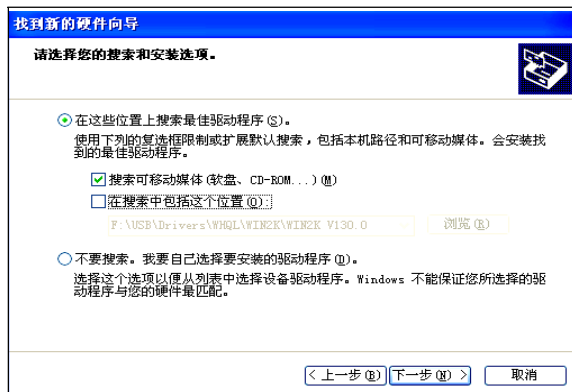 找到新的硬件向导
请选择您的搜索和安装选项。
在这些位置上搜索最佳驱动程序(S)。
使用下列的复选框限制或扩展默认搜索，包括本机路径和可移动媒体。会安装找
到的最佳驱动程序。
搜索可移动媒体(软盘、CD-ROM...)(M)
在搜索中包括这个位置(O):
F:\USB\Drivers\WHQL\WIN2K\WIN2K V130.0
浏览(R)
不要搜索。我要自己选择要安装的驱动程序(D)。
选择这个选项以便从列表中选择设备驱动程序。Windows 不能保证您所选择的驱
动程序与您的硬件最匹配。
< 上一步(B) 下一步(N) > 取消